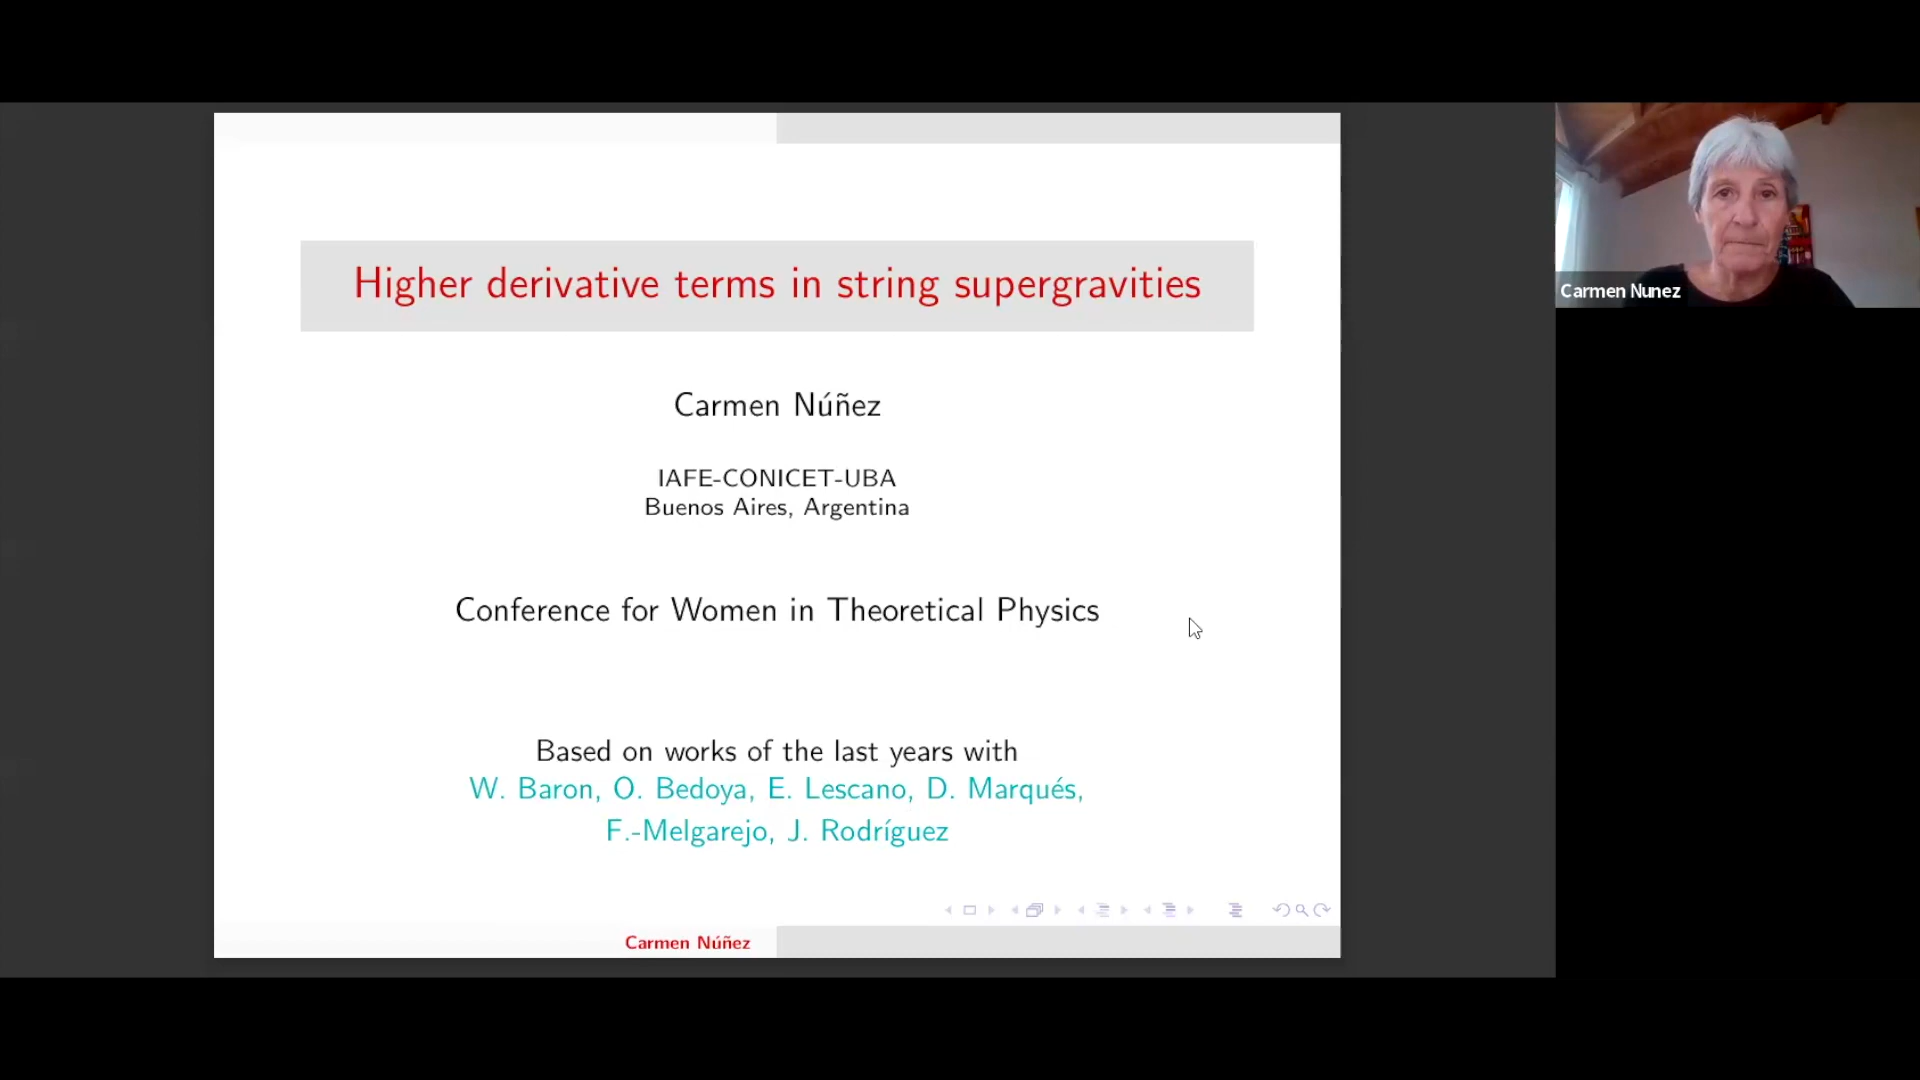 Higher derivative terms in string supergravities
Carmen Núñez
IAFE-CONICET-UBA
Buenos Aires, Argentina
Conference for Women in Theoretical Physics
Based on works of the last years with
W. Baron, O. Bedoya, E. Lescano, D. Marqués,
F.-Melgarejo, J. Rodríguez
Carmen Núñez
Carmen Nunez